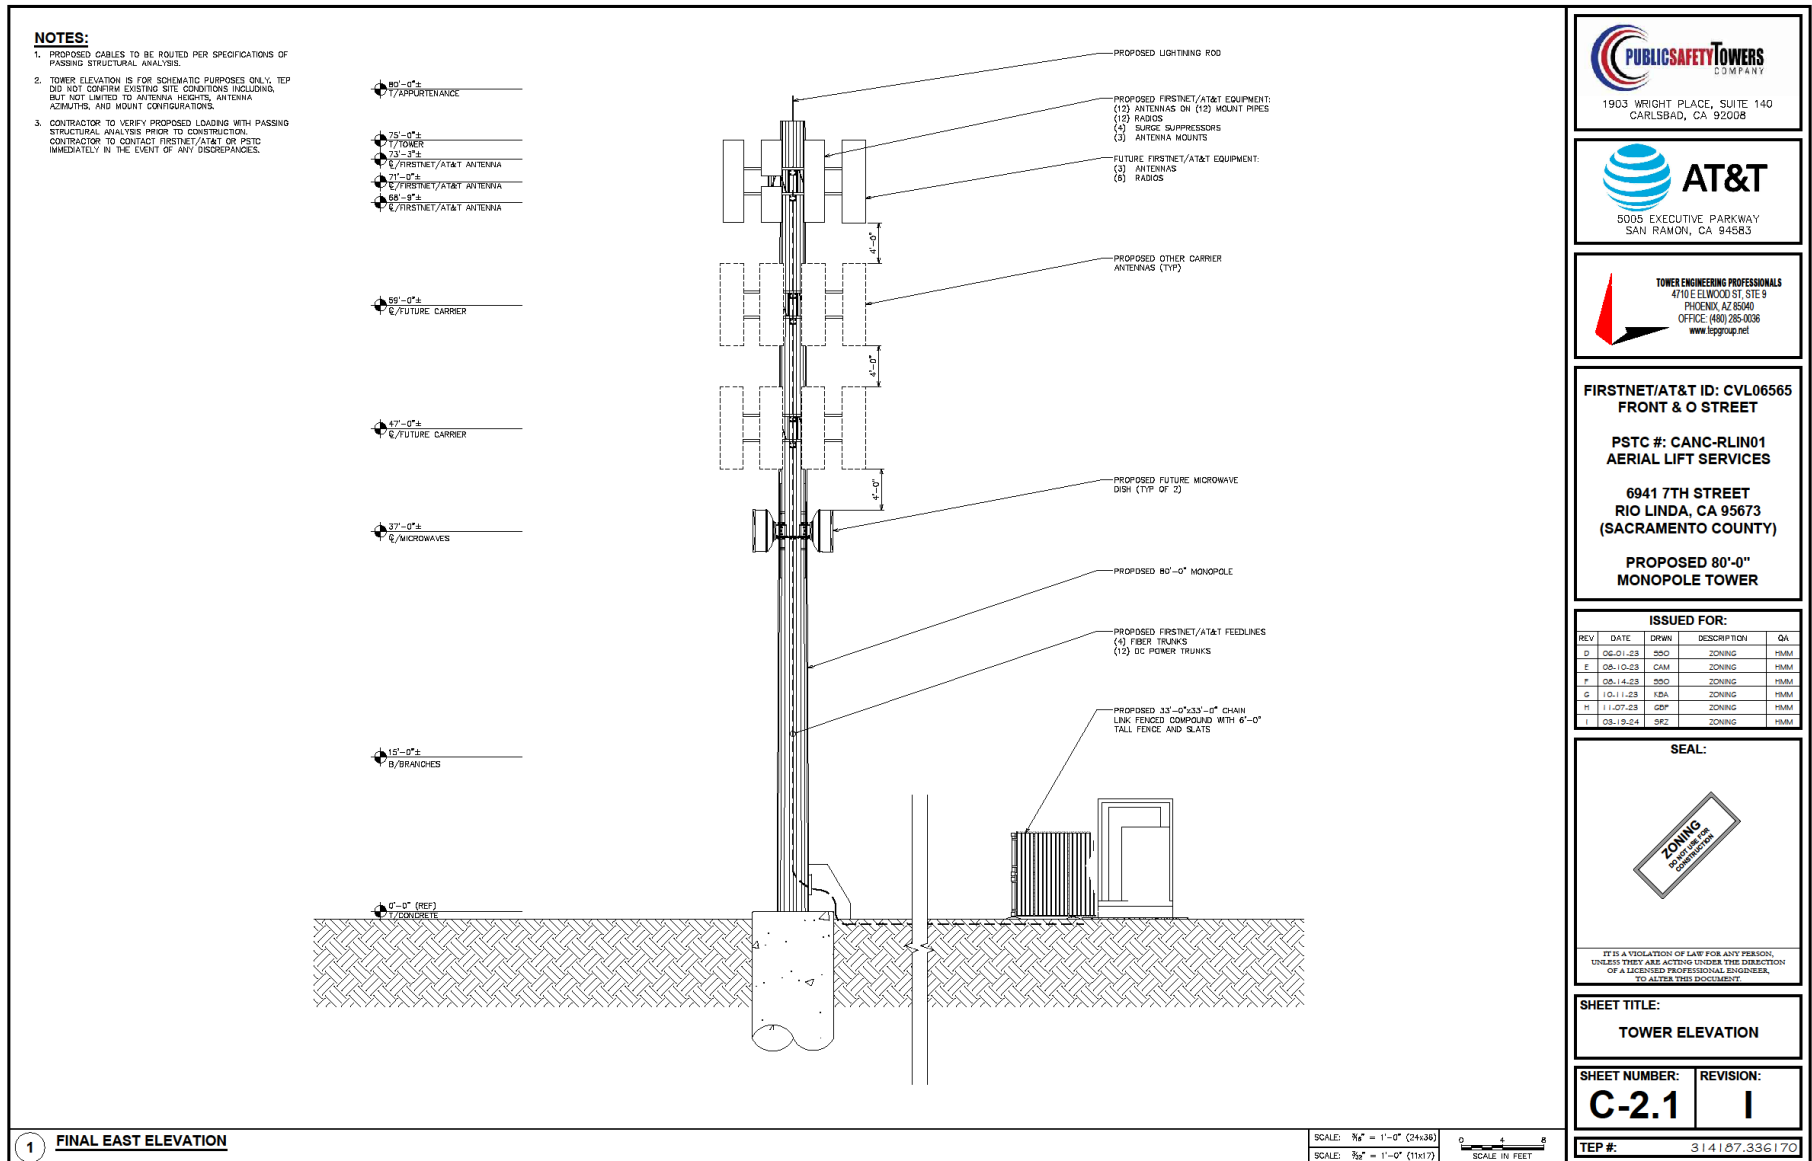 NOTES:
1. PROPOSED CABLES TO BE ROUTED PER SPECIFICATIONS OF
PASSING STRUCTURAL ANALYSIS.
2. TOWER ELEVATION IS FOR SCHEMATIC PURPOSES ONLY. TEP
DID NOT CONFIRM EXISTING SITE CONDITIONS INCLUDING,
BUT NOT LIMITED TO ANTENNA HEIGHTS, ANTENNA
AZIMUTHS, AND MOUNT CONFIGURATIONS.
3. CONTRACTOR TO VERIFY PROPOSED LOADING WITH PASSING
STRUCTURAL ANALYSIS PRIOR TO CONSTRUCTION.
CONTRACTOR TO CONTACT FIRSTNET/AT&T OR PSTC
IMMEDIATELY IN THE EVENT OF ANY DISCREPANCIES.
80'-0"±
T/APPURTENANCE
75'-0"±
T/TOWER
73'-3"±
℄/FIRSTNET/AT&T ANTENNA
71'-0"±
℄/FIRSTNET/AT&T ANTENNA
68'-9"±
℄/FIRSTNET/AT&T ANTENNA
59'-0"±
℄/FUTURE CARRIER
47'-0"±
℄/FUTURE CARRIER
37'-0"±
℄/MICROWAVES
15'-0"±
B/BRANCHES
0'-0" (REF)
T/CONCRETE
4'-0"
4'-0"
4'-0"
PROPOSED LIGHTINING ROD
PROPOSED FIRSTNET/AT&T EQUIPMENT:
(12) ANTENNAS ON (12) MOUNT PIPES
(12) RADIOS
(4) SURGE SUPPRESSORS
(3) ANTENNA MOUNTS
FUTURE FIRSTNET/AT&T EQUIPMENT:
(3) ANTENNAS
(6) RADIOS
PROPOSED OTHER CARRIER
ANTENNAS (TYP)
PROPOSED FUTURE MICROWAVE
DISH (TYP OF 2)
PROPOSED 80'-0" MONOPOLE
PROPOSED FIRSTNET/AT&T FEEDLINES
(4) FIBER TRUNKS
(12) DC POWER TRUNKS
PROPOSED 33'-0"x33'-0" CHAIN
LINK FENCED COMPOUND WITH 6'-0"
TALL FENCE AND SLATS
1 FINAL EAST ELEVATION
SCALE: 3/16" = 1'-0" (24x36)
SCALE: 3/32" = 1'-0" (11x17)
0 4 8
SCALE IN FEET
PUBLICSAFETYTOWERS
COMPANY
1903 WRIGHT PLACE, SUITE 140
CARLSBAD, CA 92008
AT&T
5005 EXECUTIVE PARKWAY
SAN RAMON, CA 94583
TOWER ENGINEERING PROFESSIONALS
4710 E ELWOOD ST, STE 9
PHOENIX, AZ 85040
OFFICE: (480) 285-0036
www.tepgroup.net
FIRSTNET/AT&T ID: CVL06565
FRONT & O STREET
PSTC #: CANC-RLIN01
AERIAL LIFT SERVICES
6941 7TH STREET
RIO LINDA, CA 95673
(SACRAMENTO COUNTY)
PROPOSED 80'-0"
MONOPOLE TOWER
ISSUED FOR:
REV DATE DRWN DESCRIPTION QA
D 06-01-23 SSO ZONING HMM
E 08-10-23 CAM ZONING HMM
F 08-14-23 SSO ZONING HMM
G 10-11-23 KBA ZONING HMM
H 11-07-23 GBP ZONING HMM
I 03-19-24 SRZ ZONING HMM
SEAL:
ZONING
DO NOT USE FOR
CONSTRUCTION
IT IS A VIOLATION OF LAW FOR ANY PERSON,
UNLESS THEY ARE ACTING UNDER THE DIRECTION
OF A LICENSED PROFESSIONAL ENGINEER,
TO ALTER THIS DOCUMENT.
SHEET TITLE:
TOWER ELEVATION
SHEET NUMBER: REVISION:
C-2.1 I
TEP #: 314187.336170